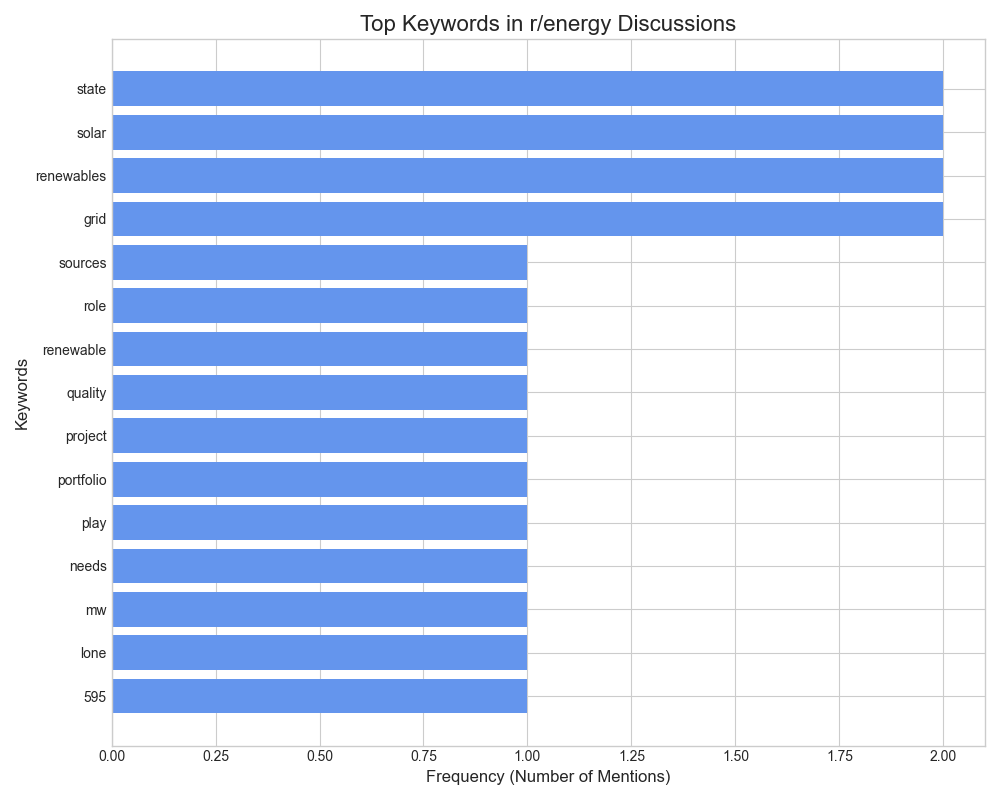 Top Keywords in r/energy Discussions
Keywords
state
solar
renewables
grid
sources
role
renewable
quality
project
portfolio
play
needs
mw
lone
595
0.00 0.25 0.50 0.75 1.00 1.25 1.50 1.75 2.00
Frequency (Number of Mentions)